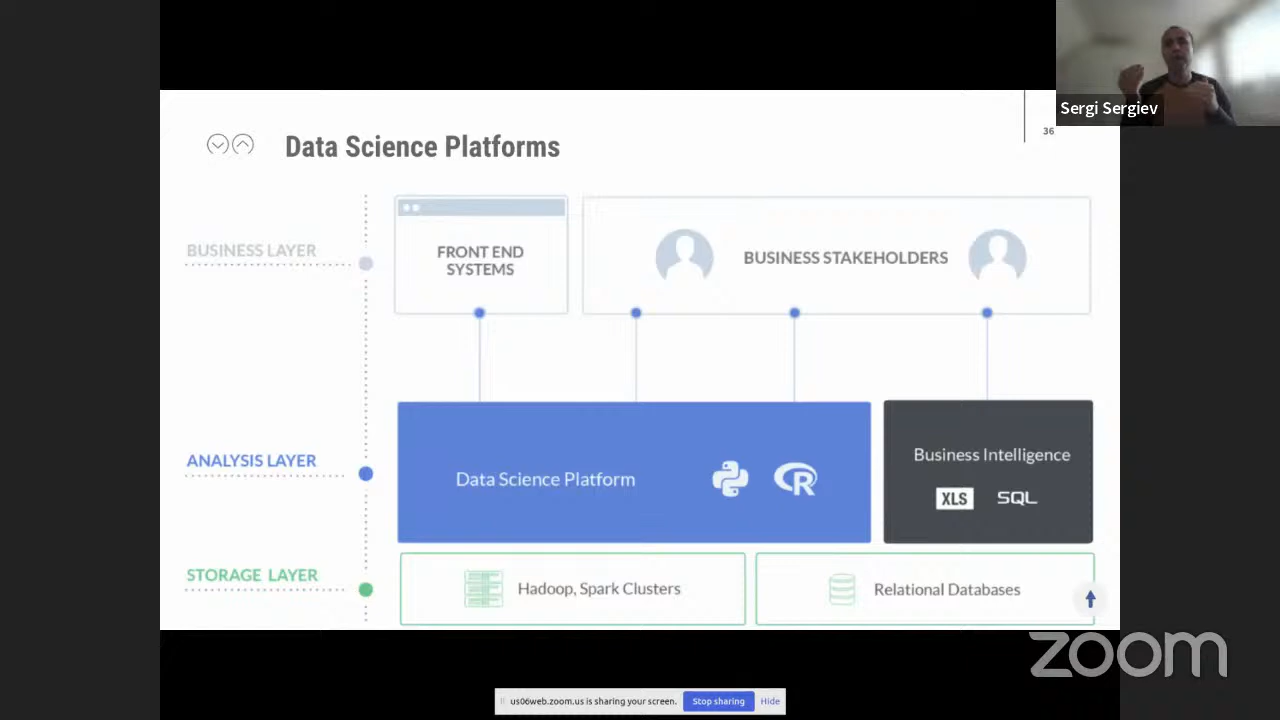 Sergi Sergiev
36
Data Science Platforms
BUSINESS LAYER
FRONT END
SYSTEMS
BUSINESS STAKEHOLDERS
ANALYSIS LAYER
Data Science Platform
R
Business Intelligence
XLS
SQL
STORAGE LAYER
Hadoop, Spark Clusters
Relational Databases
zoom
us06web.zoom.us is sharing your screen.
Stop sharing
Hide